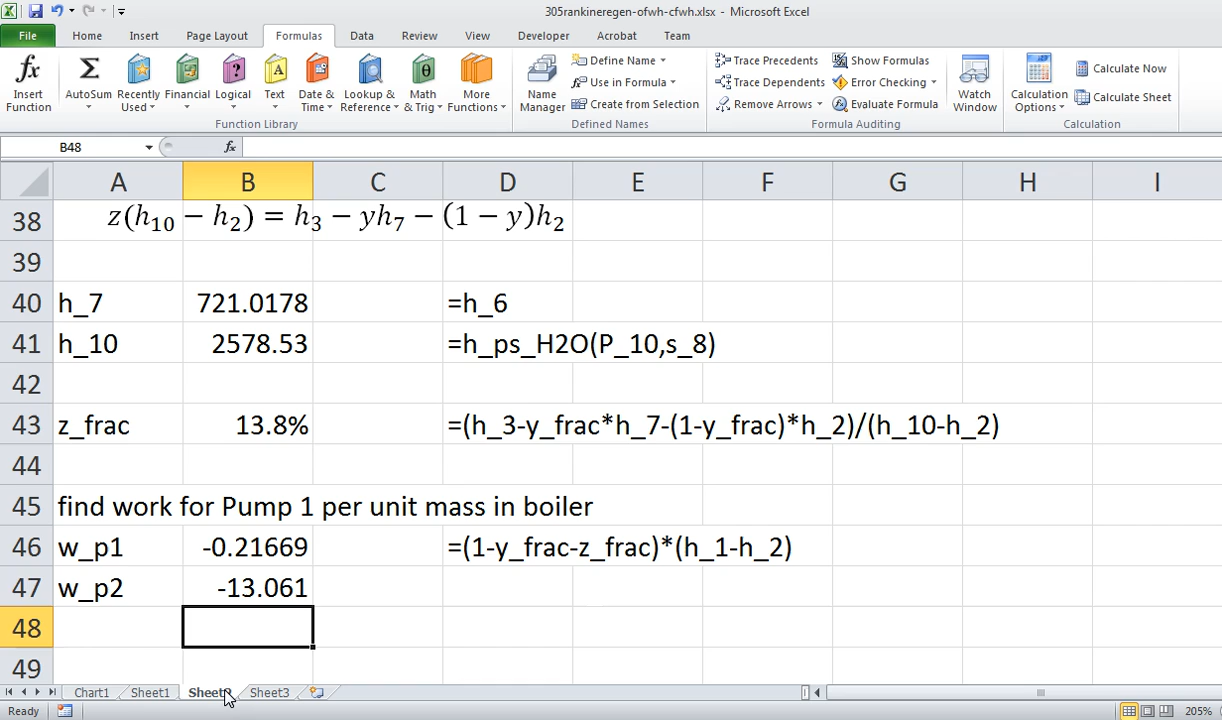 305rankineregen-ofwh-cfwh.xlsx - Microsoft Excel
File Home Insert Page Layout Formulas Data Review View Developer Acrobat Team
fx Insert Function
Σ AutoSum
Recently Used
Financial
Logical
Text
Date & Time
Lookup & Reference
Math & Trig
More Functions
Function Library
Name Manager
Define Name
Use in Formula
Create from Selection
Defined Names
Trace Precedents
Trace Dependents
Remove Arrows
Show Formulas
Error Checking
Evaluate Formula
Formula Auditing
Watch Window
Calculation Options
Calculate Now
Calculate Sheet
Calculation
B48 fx
A B C D E F G H I
38 z(h₁₀ − h₂) = h₃ − yh₇ − (1 − y)h₂
39
40 h_7 721.0178 =h_6
41 h_10 2578.53 =h_ps_H2O(P_10,s_8)
42
43 z_frac 13.8% =(h_3-y_frac*h_7-(1-y_frac)*h_2)/(h_10-h_2)
44
45 find work for Pump 1 per unit mass in boiler
46 w_p1 -0.21669 =(1-y_frac-z_frac)*(h_1-h_2)
47 w_p2 -13.061
48
49
Chart1 Sheet1 Sheet2 Sheet3
Ready 205%